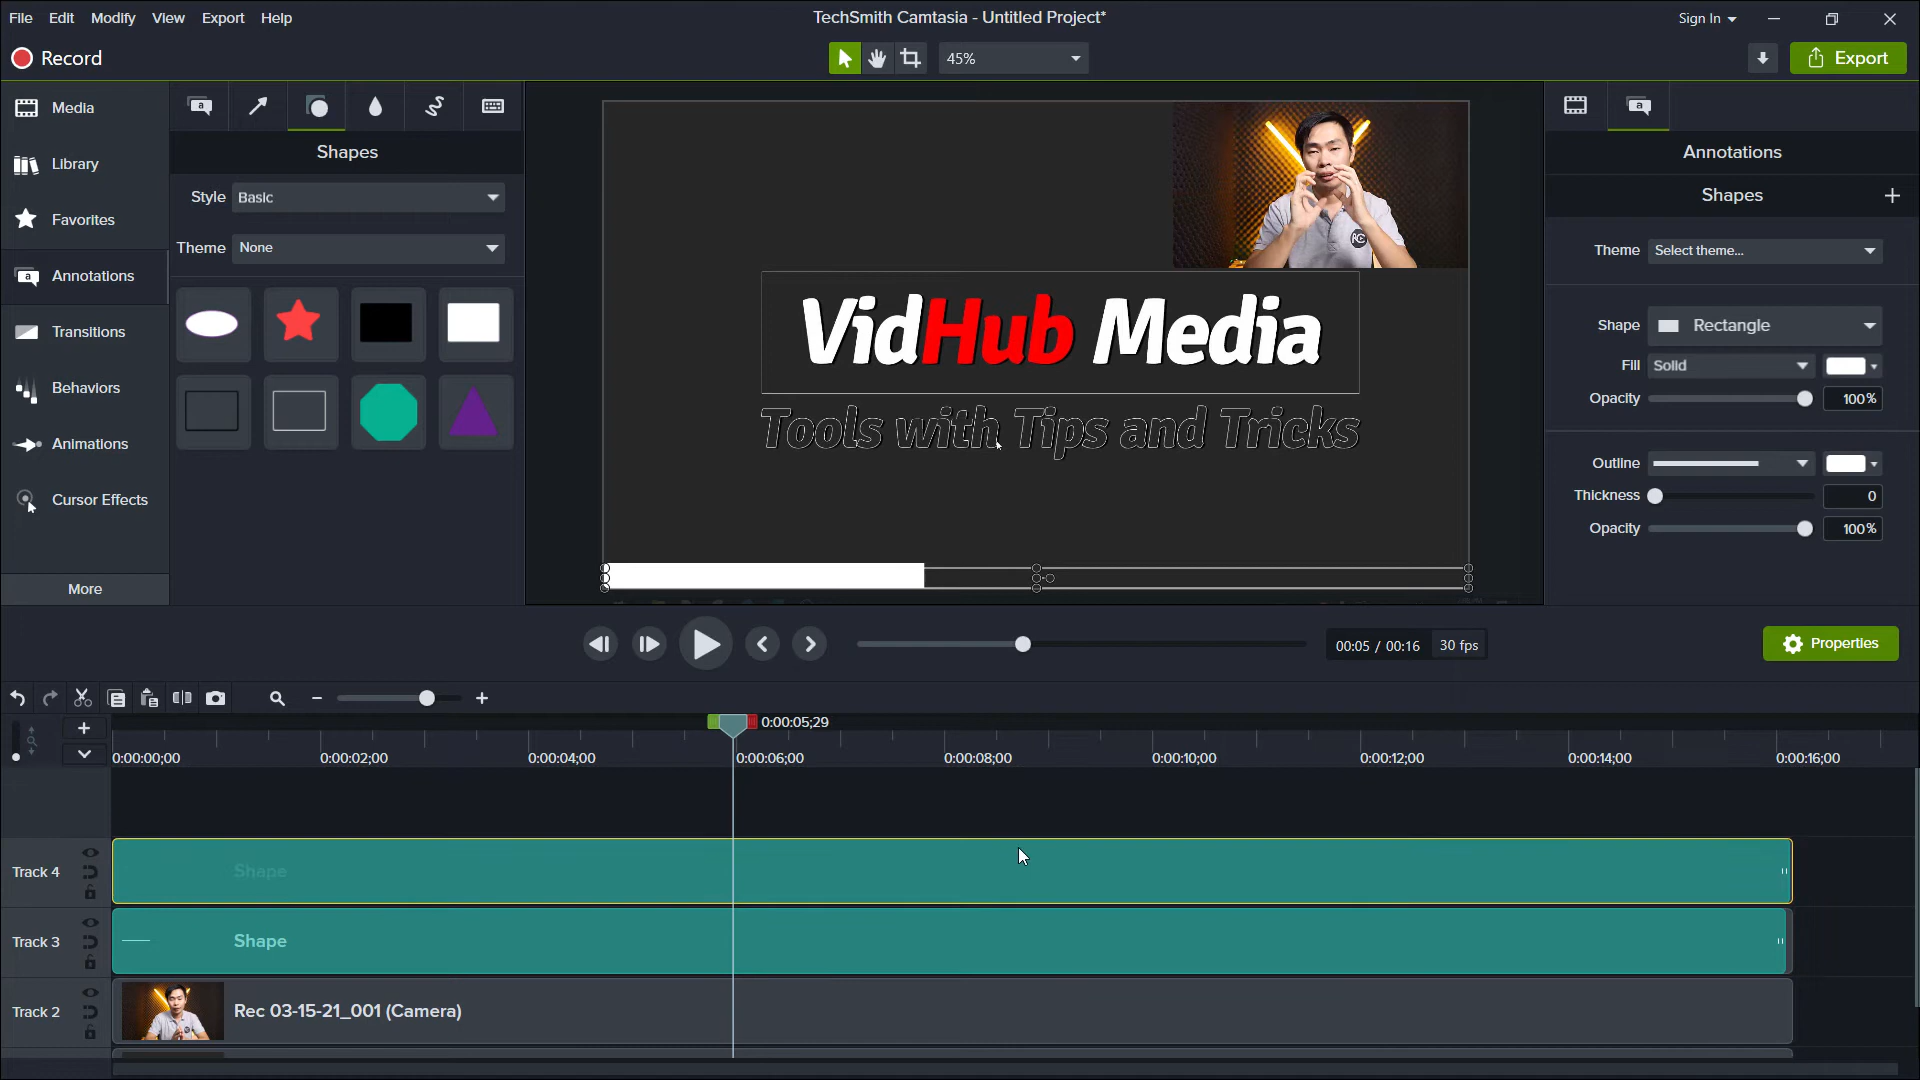 File Edit Modify View Export Help
TechSmith Camtasia - Untitled Project*
Sign In
Record
45%
Export
Media
Library
Favorites
Annotations
Transitions
Behaviors
Animations
Cursor Effects
More
a
Shapes
Style Basic
Theme None
VidHub Media
Tools with Tips and Tricks
a
Annotations
Shapes
Theme Select theme...
Shape Rectangle
Fill Solid
Opacity 100%
Outline
Thickness 0
Opacity 100%
00:05 / 00:16 30 fps
Properties
0:00:05;29
0:00:00;00 0:00:02;00 0:00:04;00 0:00:06;00 0:00:08;00 0:00:10;00 0:00:12;00 0:00:14;00 0:00:16;00
Track 4 Shape
Track 3 Shape
Track 2 Rec 03-15-21_001 (Camera)